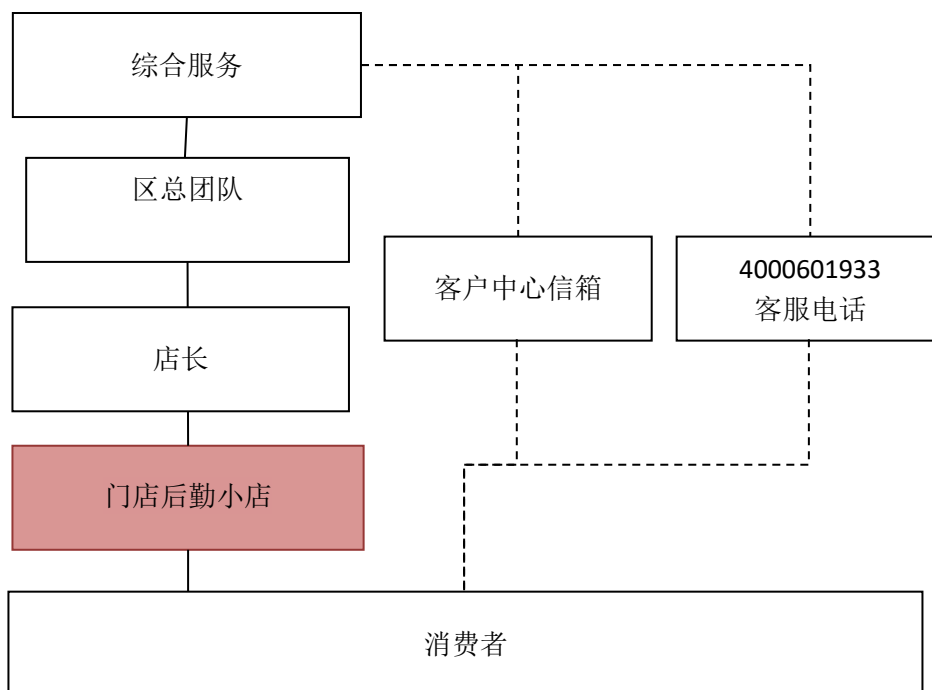 综合服务
区总团队
客户中心信箱
4000601933
客服电话
店长
门店后勤小店
消费者